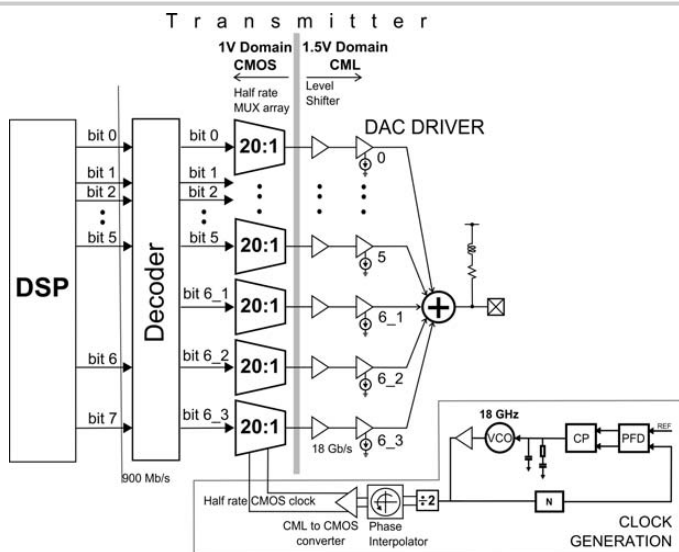 Transmitter
1V Domain 1.5V Domain
CMOS CML
Half rate
MUX array
Level
Shifter
DAC DRIVER
bit 0 bit 0 20:1 0
bit 1 bit 1
bit 2 bit 2
bit 5 bit 5 20:1 5
DSP
Decoder
bit 6_1 20:1 6_1
bit 6 bit 6_2 20:1 6_2
bit 7 bit 6_3 20:1 6_3
18 Gb/s
900 Mb/s
+
18 GHz
VCO CP PFD REF
÷2 N
Half rate CMOS clock
CML to CMOS
converter
Phase
Interpolator
CLOCK
GENERATION